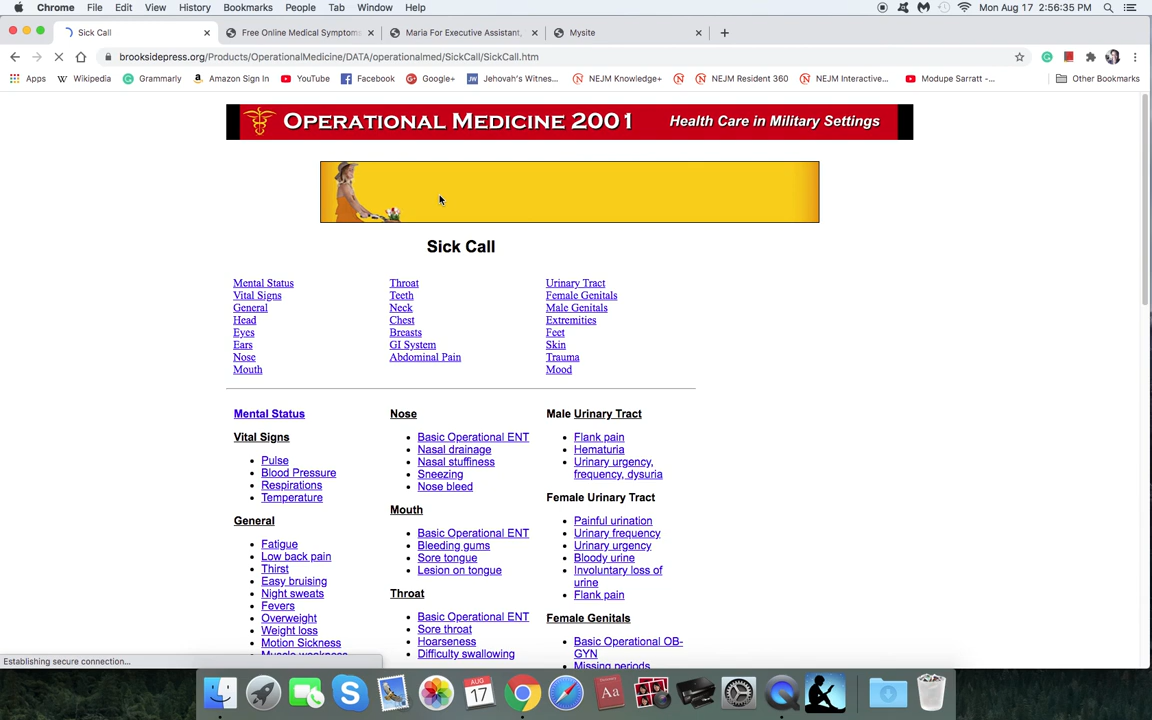 Chrome File Edit View History Bookmarks People Tab Window Help Mon Aug 17 2:56:35 PM
Sick Call Free Online Medical Symptoms Maria For Executive Assistant, Mysite
brooksidepress.org/Products/OperationalMedicine/DATA/operationalmed/SickCall/SickCall.htm
Apps Wikipedia Grammarly Amazon Sign In YouTube Facebook Google+ Jehovah's Witnes... NEJM Knowledge+ NEJM Resident 360 NEJM Interactive... Modupe Sarratt -... Other Bookmarks
OPERATIONAL MEDICINE 2001 Health Care in Military Settings
Sick Call
Mental Status Throat Urinary Tract
Vital Signs Teeth Female Genitals
General Neck Male Genitals
Head Chest Extremities
Eyes Breasts Feet
Ears GI System Skin
Nose Abdominal Pain Trauma
Mouth Mood
Mental Status
Vital Signs
Pulse
Blood Pressure
Respirations
Temperature
General
Fatigue
Low back pain
Thirst
Easy bruising
Night sweats
Fevers
Overweight
Weight loss
Motion Sickness
Muscle weakness
Nose
Basic Operational ENT
Nasal drainage
Nasal stuffiness
Sneezing
Nose bleed
Mouth
Basic Operational ENT
Bleeding gums
Sore tongue
Lesion on tongue
Throat
Basic Operational ENT
Sore throat
Hoarseness
Difficulty swallowing
Male Urinary Tract
Flank pain
Hematuria
Urinary urgency,
frequency, dysuria
Female Urinary Tract
Painful urination
Urinary frequency
Urinary urgency
Bloody urine
Involuntary loss of
urine
Flank pain
Female Genitals
Basic Operational OB-
GYN
Missing periods
Establishing secure connection...
AUG
17
Aa